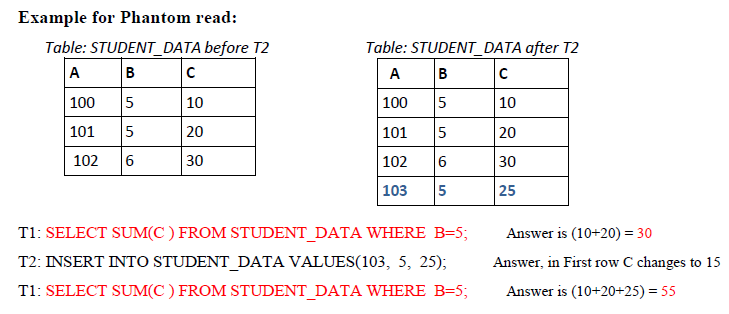 Example for Phantom read:
Table: STUDENT_DATA before T2 Table: STUDENT_DATA after T2
A B C A B C
100 5 10 100 5 10
101 5 20 101 5 20
102 6 30 102 6 30
103 5 25
T1: SELECT SUM(C ) FROM STUDENT_DATA WHERE B=5; Answer is (10+20) = 30
T2: INSERT INTO STUDENT_DATA VALUES(103, 5, 25); Answer, in First row C changes to 15
T1: SELECT SUM(C ) FROM STUDENT_DATA WHERE B=5; Answer is (10+20+25) = 55